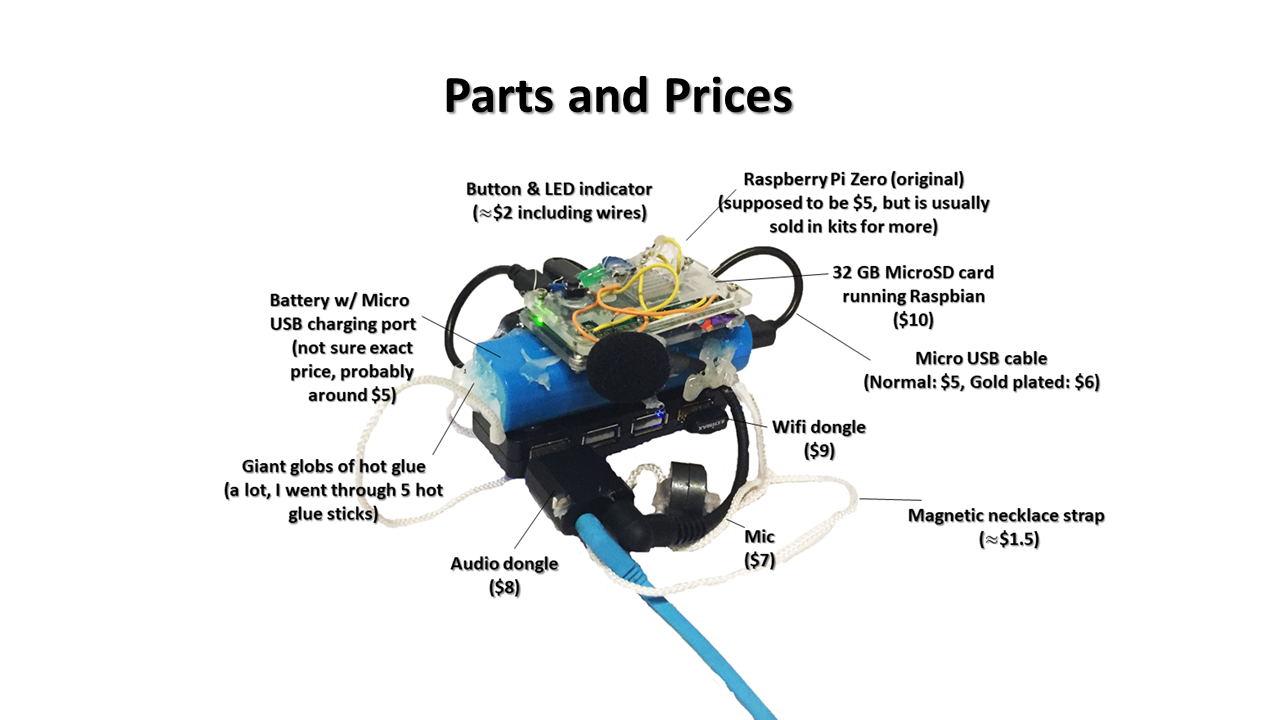 Parts and Prices
Button & LED indicator
(≈$2 including wires)
Raspberry Pi Zero (original)
(supposed to be $5, but is usually
sold in kits for more)
32 GB MicroSD card
running Raspbian
($10)
Battery w/ Micro
USB charging port
(not sure exact
price, probably
around $5)
Micro USB cable
(Normal: $5, Gold plated: $6)
Wifi dongle
($9)
Giant globs of hot glue
(a lot, I went through 5 hot
glue sticks)
Magnetic necklace strap
(≈$1.5)
Mic
($7)
Audio dongle
($8)
EDIMAX